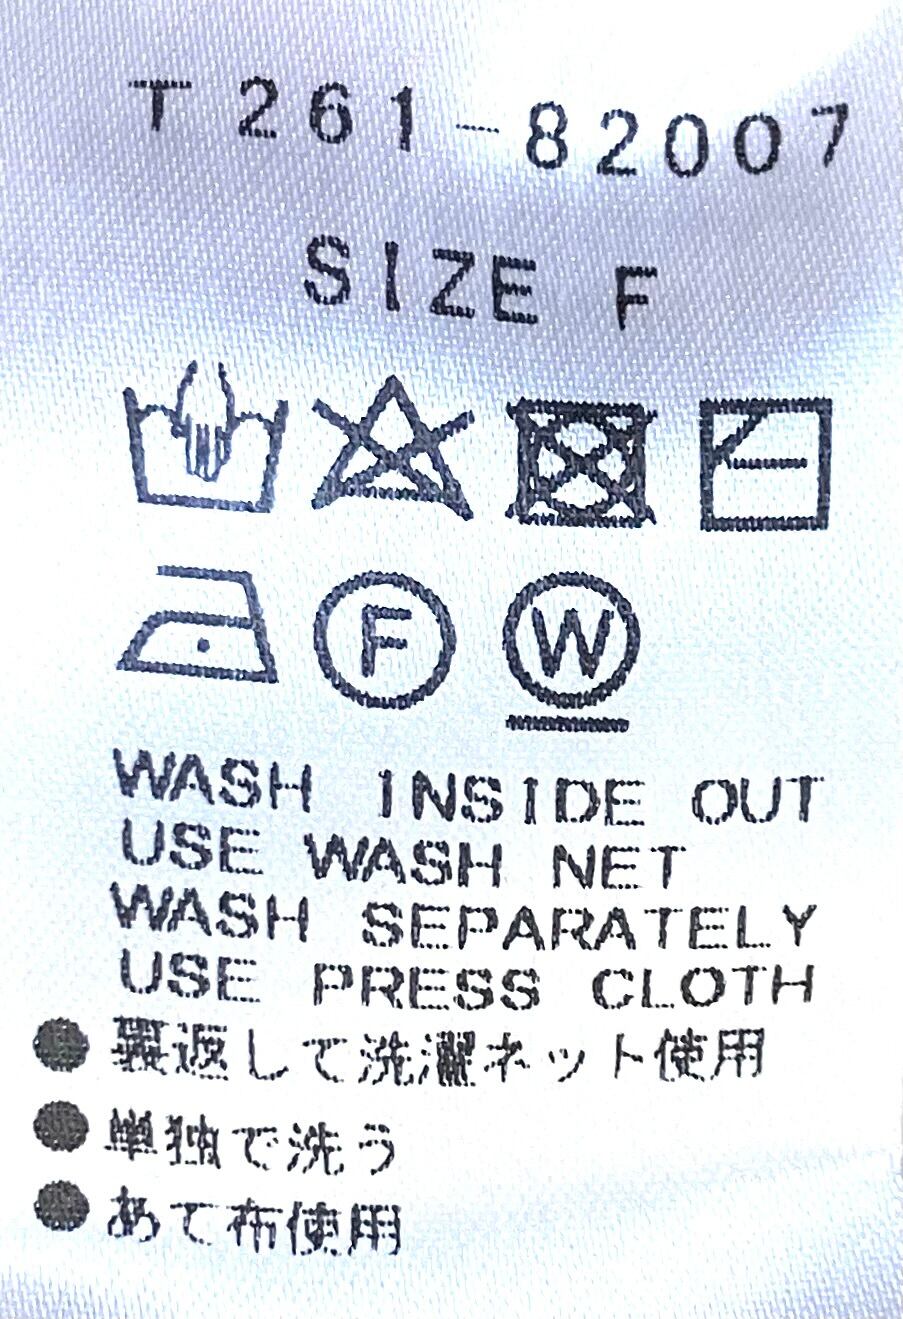 T261-82007
SIZE F
F W
WASH INSIDE OUT
USE WASH NET
WASH SEPARATELY
USE PRESS CLOTH
●裏返して洗濯ネット使用
●単独で洗う
●あて布使用